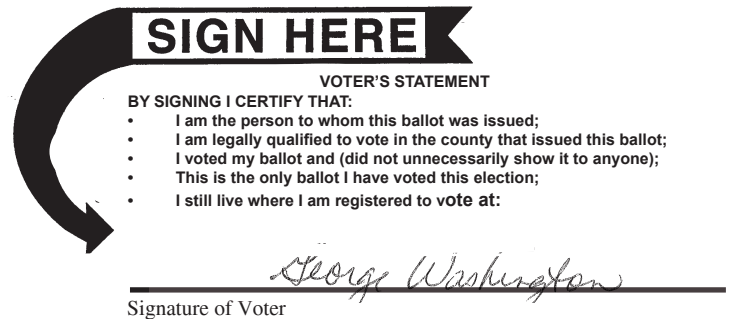 SIGN HERE
VOTER'S STATEMENT
BY SIGNING I CERTIFY THAT:
• I am the person to whom this ballot was issued;
• I am legally qualified to vote in the county that issued this ballot;
• I voted my ballot and (did not unnecessarily show it to anyone);
• This is the only ballot I have voted this election;
• I still live where I am registered to vote at:
George Washington
Signature of Voter